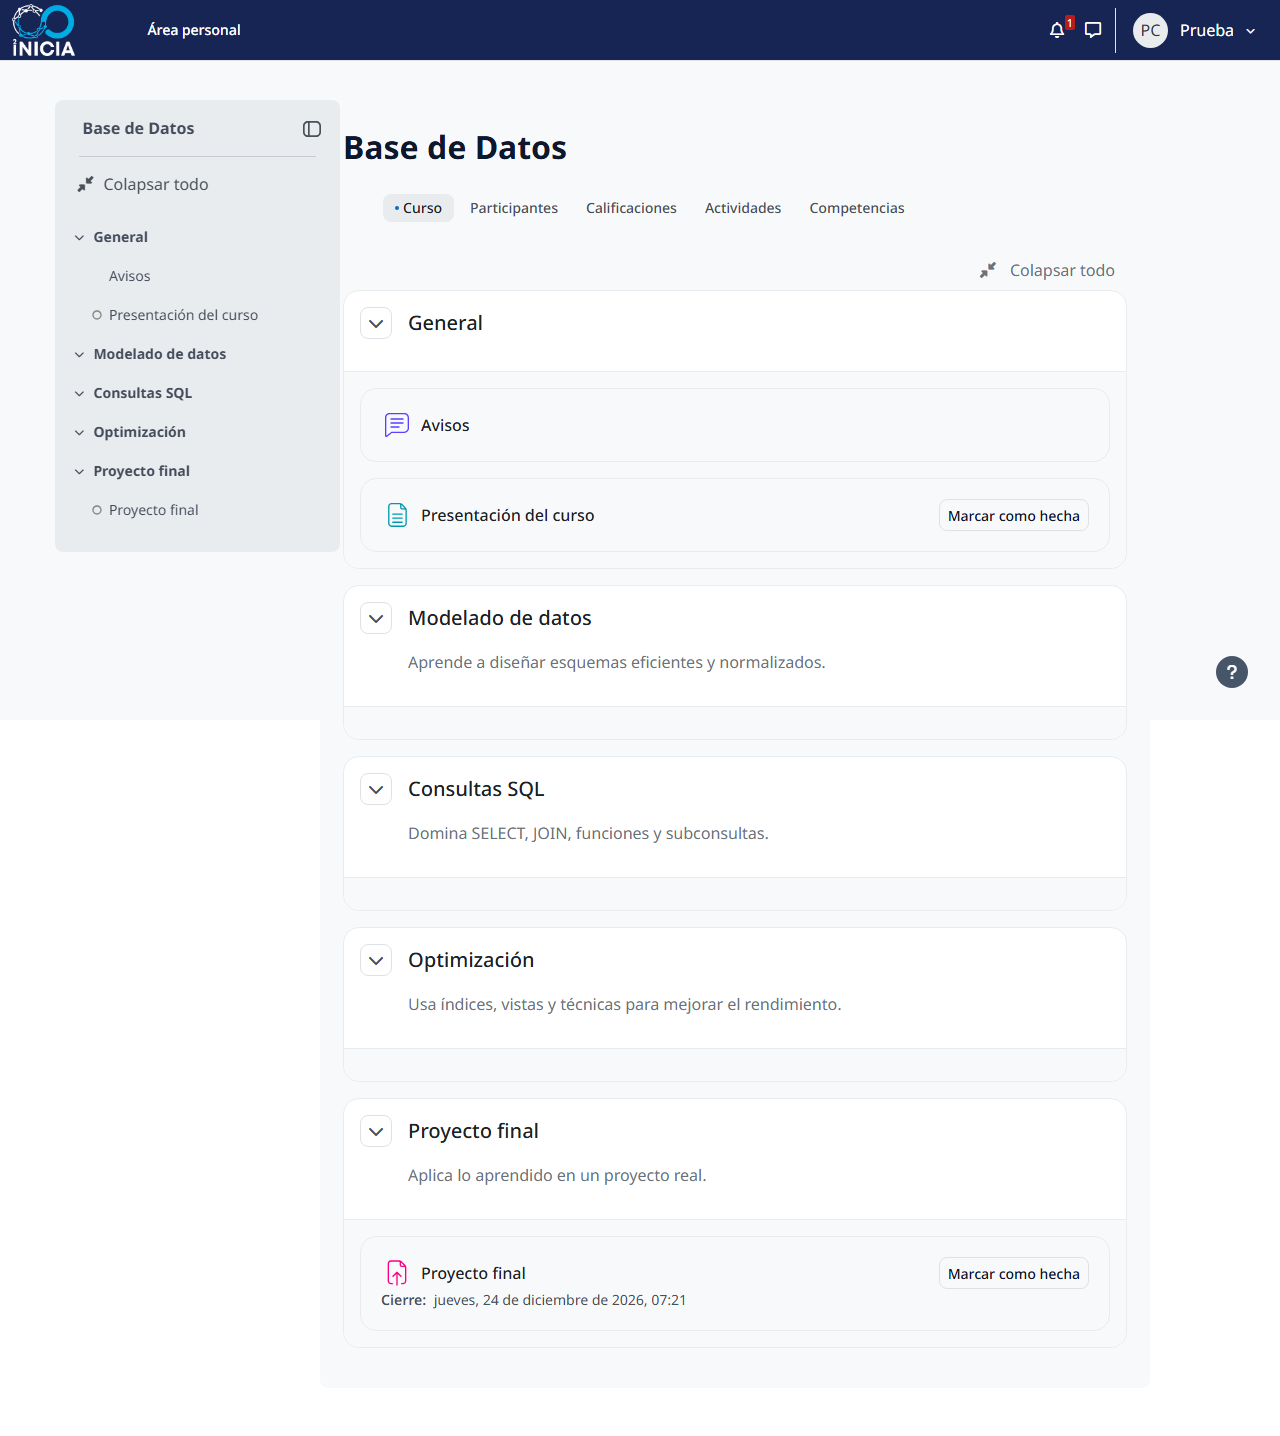 INICIA
Área personal
1
PC
Prueba
Base de Datos
Colapsar todo
General
Avisos
Presentación del curso
Modelado de datos
Consultas SQL
Optimización
Proyecto final
Proyecto final
Base de Datos
Curso
Participantes
Calificaciones
Actividades
Competencias
Colapsar todo
General
Avisos
Presentación del curso
Marcar como hecha
Modelado de datos
Aprende a diseñar esquemas eficientes y normalizados.
?
Consultas SQL
Domina SELECT, JOIN, funciones y subconsultas.
Optimización
Usa índices, vistas y técnicas para mejorar el rendimiento.
Proyecto final
Aplica lo aprendido en un proyecto real.
Proyecto final
Marcar como hecha
Cierre: jueves, 24 de diciembre de 2026, 07:21